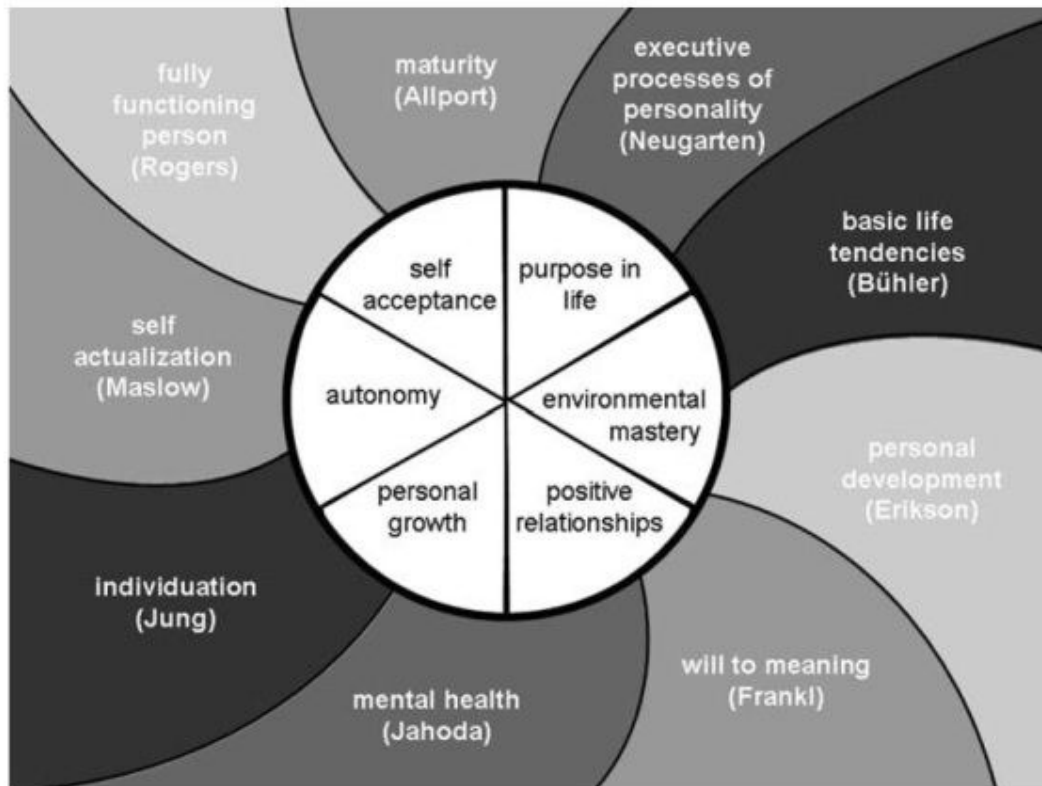 fully
functioning
person
(Rogers)
maturity
(Allport)
executive
processes of
personality
(Neugarten)
basic life
tendencies
(Bühler)
self
acceptance
purpose in
life
self
actualization
(Maslow)
autonomy
environmental
mastery
personal
development
(Erikson)
personal
growth
positive
relationships
individuation
(Jung)
mental health
(Jahoda)
will to meaning
(Frankl)